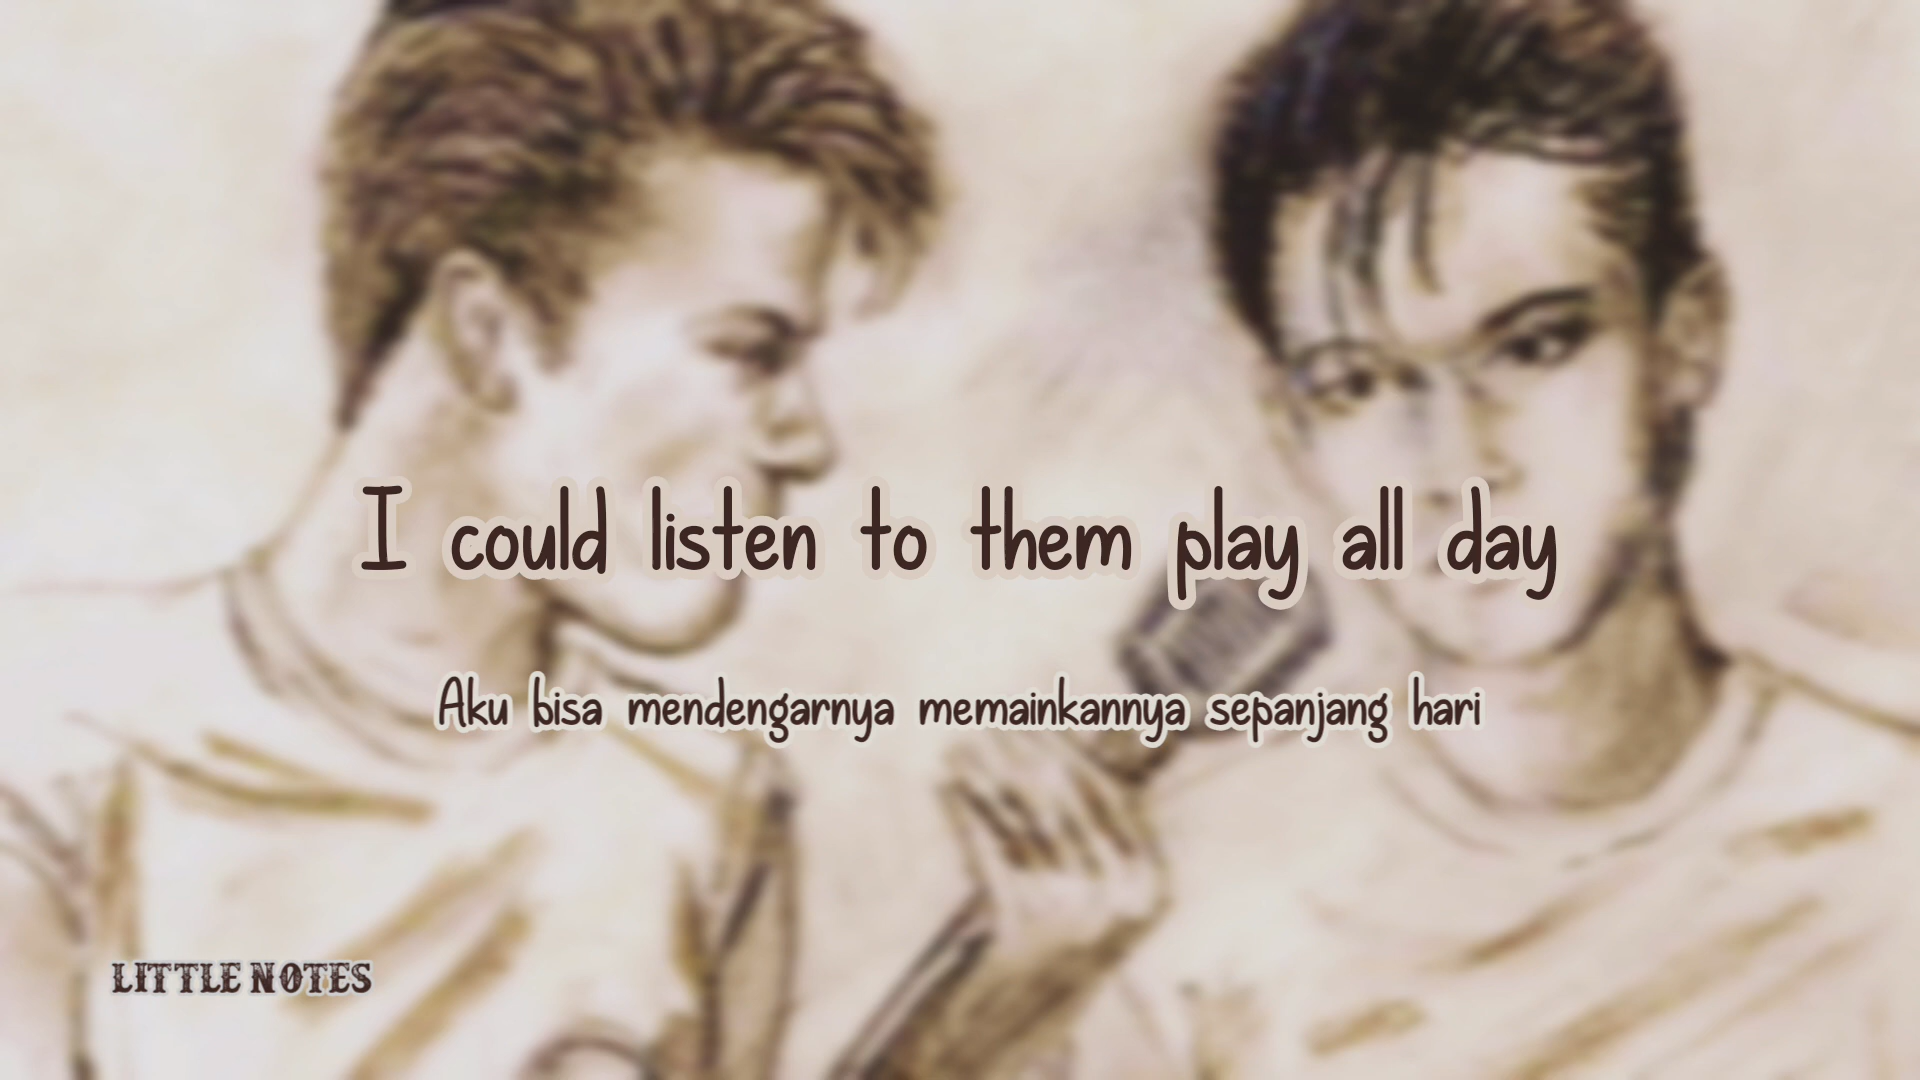 I could listen to them play all day
Aku bisa mendengarnya memainkannya sepanjang hari
LITTLE NOTES